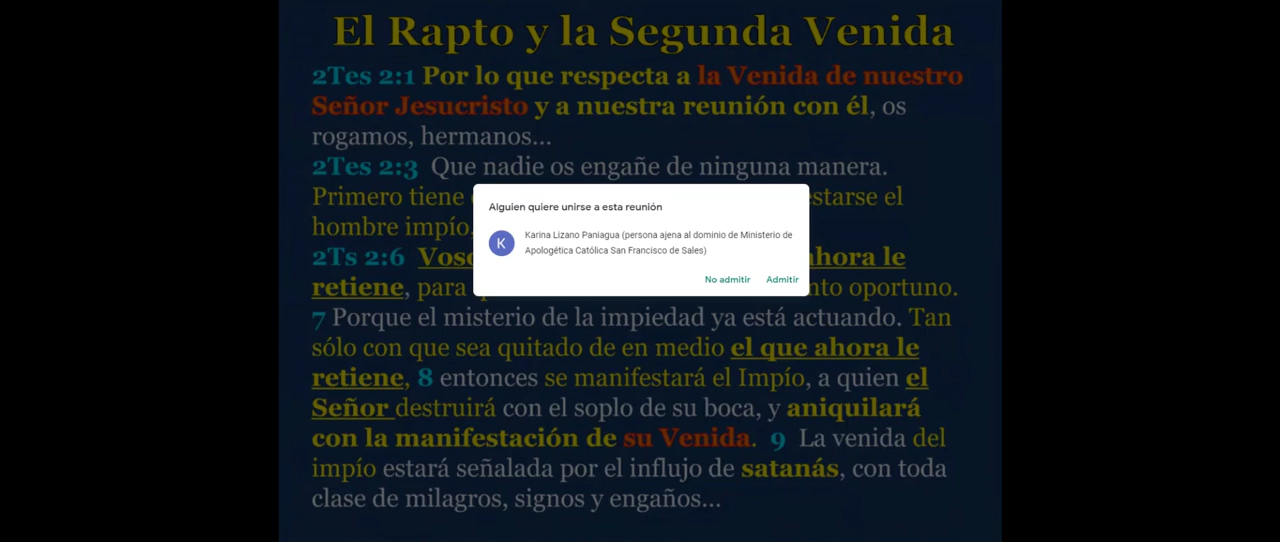 El Rapto y la Segunda Venida
2Tes 2:1 Por lo que respecta a la Venida de nuestro
Señor Jesucristo y a nuestra reunión con él, os
rogamos, hermanos...
2Tes 2:3 Que nadie os engañe de ninguna manera.
Primero tiene estarse el
hombre impío,
Alguien quiere unirse a esta reunión
K
Karina Lizano Paniagua (persona ajena al dominio de Ministerio de
Apologética Católica San Francisco de Sales)
No admitir Admitir
2Ts 2:6 ahora le
retiene, para oportuno.
7 Porque el misterio de la impiedad ya está actuando. Tan
sólo con que sea quitado de en medio el que ahora le
retiene, 8 entonces se manifestará el Impío, a quien el
Señor destruirá con el soplo de su boca, y aniquilará
con la manifestación de su Venida. 9 La venida del
impío estará señalada por el influjo de satanás, con toda
clase de milagros, signos y engaños...